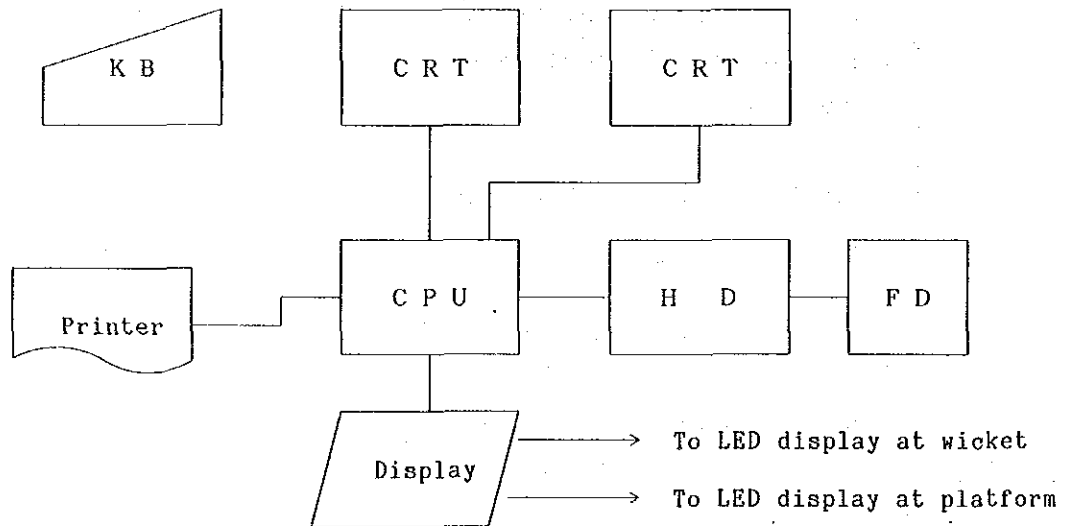 K B
C R T
C R T
Printer
C P U
H D
F D
Display
To LED display at wicket
To LED display at platform